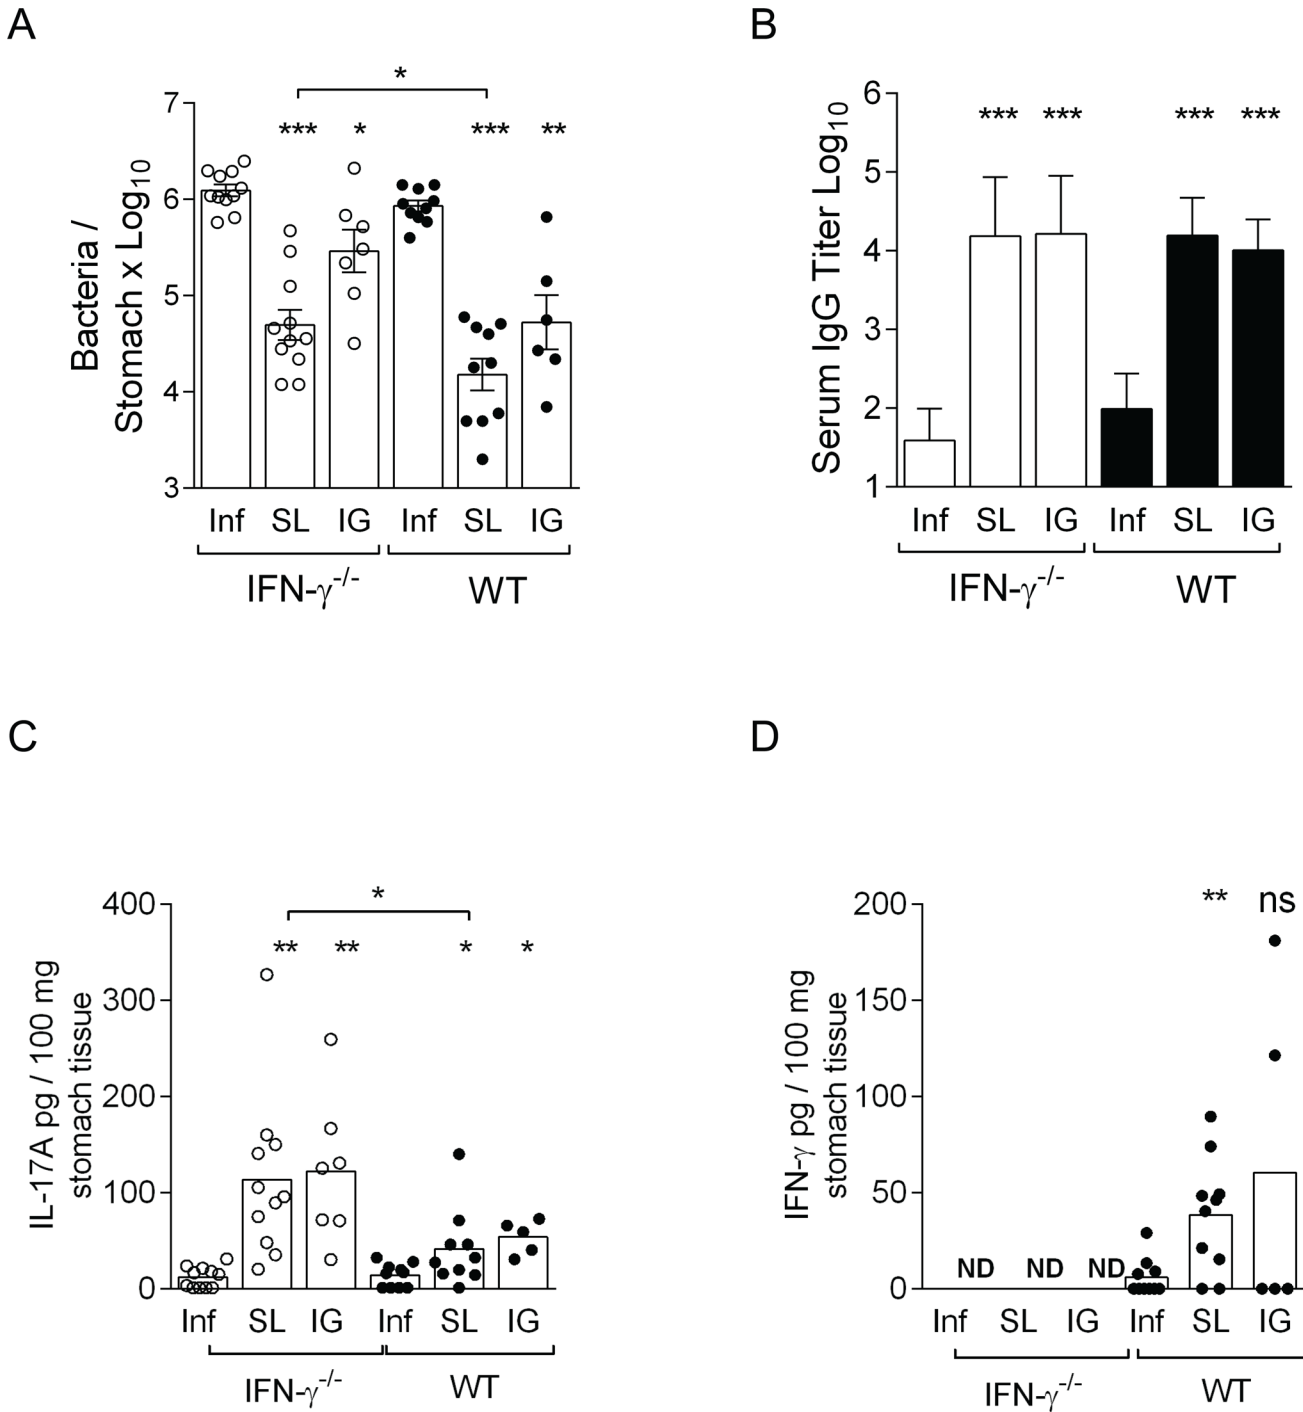 A
Bacteria /
Stomach x Log10
7
6
5
4
3
*
*** * *** **
Inf SL IG Inf SL IG
IFN-γ-/- WT
B
Serum IgG Titer Log10
6
5
4
3
2
1
*** *** *** ***
Inf SL IG Inf SL IG
IFN-γ-/- WT
C
IL-17A pg / 100 mg
stomach tissue
400
300
200
100
0
*
** ** * *
Inf SL IG Inf SL IG
IFN-γ-/- WT
D
IFN-γ pg / 100 mg
stomach tissue
200
150
100
50
0
** ns
ND ND ND
Inf SL IG Inf SL IG
IFN-γ-/- WT